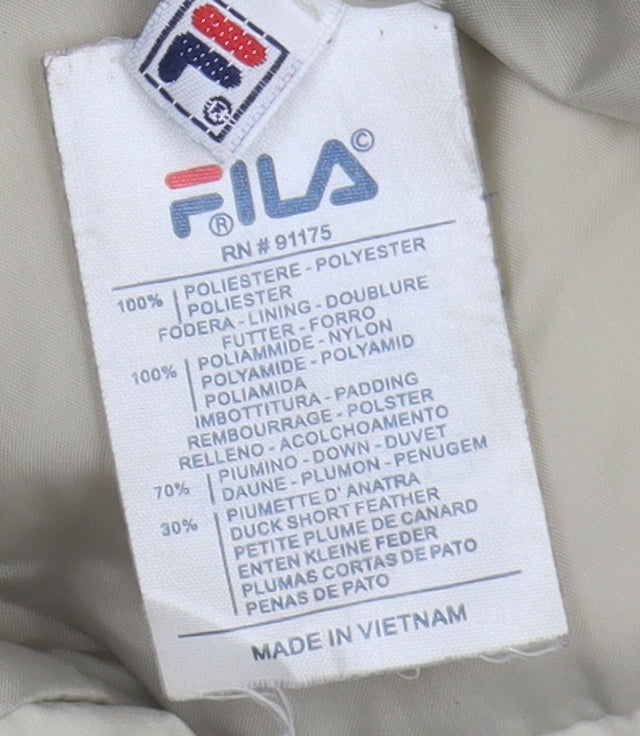 FILA
©
®
RN # 91175
100% POLIESTERE - POLYESTER
POLIESTER
FODERA - LINING - DOUBLURE
FUTTER - FORRO
100% POLIAMMIDE - NYLON
POLYAMIDE - POLYAMID
POLIAMIDA
IMBOTTITURA - PADDING
REMBOURRAGE - POLSTER
RELLENO - ACOLCHOAMENTO
70% PIUMINO - DOWN - DUVET
DAUNE - PLUMON - PENUGEM
30% PIUMETTE D' ANATRA
DUCK SHORT FEATHER
PETITE PLUME DE CANARD
ENTEN KLEINE FEDER
PLUMAS CORTAS DE PATO
PENAS DE PATO
MADE IN VIETNAM